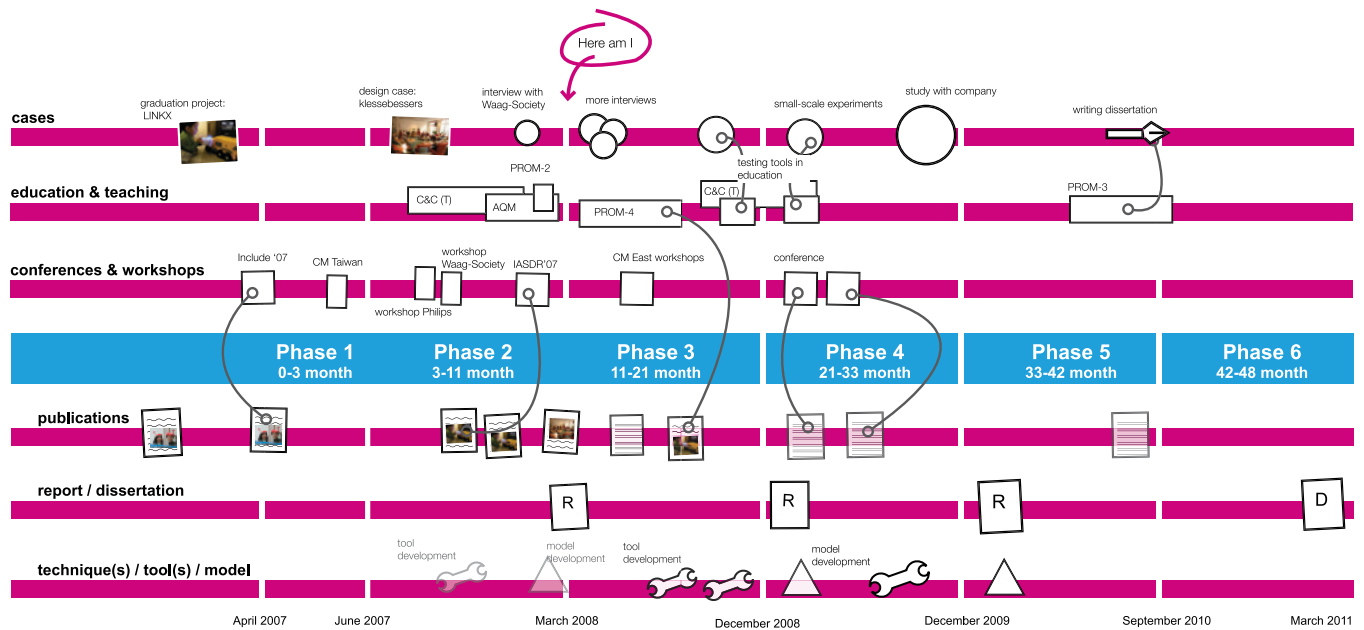 Here am I
graduation project:
LINKX
design case:
klessebessers
interview with
Waag-Society
more interviews
small-scale experiments
study with company
writing dissertation
cases
testing tools in
education
PROM-2
education & teaching
C&C (T)
AQM
PROM-4
C&C (T)
PROM-3
Include '07
CM Taiwan
workshop
Waag-Society
IASDR'07
CM East workshops
conference
conferences & workshops
workshop Philips
Phase 1
0-3 month
Phase 2
3-11 month
Phase 3
11-21 month
Phase 4
21-33 month
Phase 5
33-42 month
Phase 6
42-48 month
publications
report / dissertation
R
R
R
D
tool
development
model
development
tool
development
model
development
technique(s) / tool(s) / model
April 2007
June 2007
March 2008
December 2008
December 2009
September 2010
March 2011